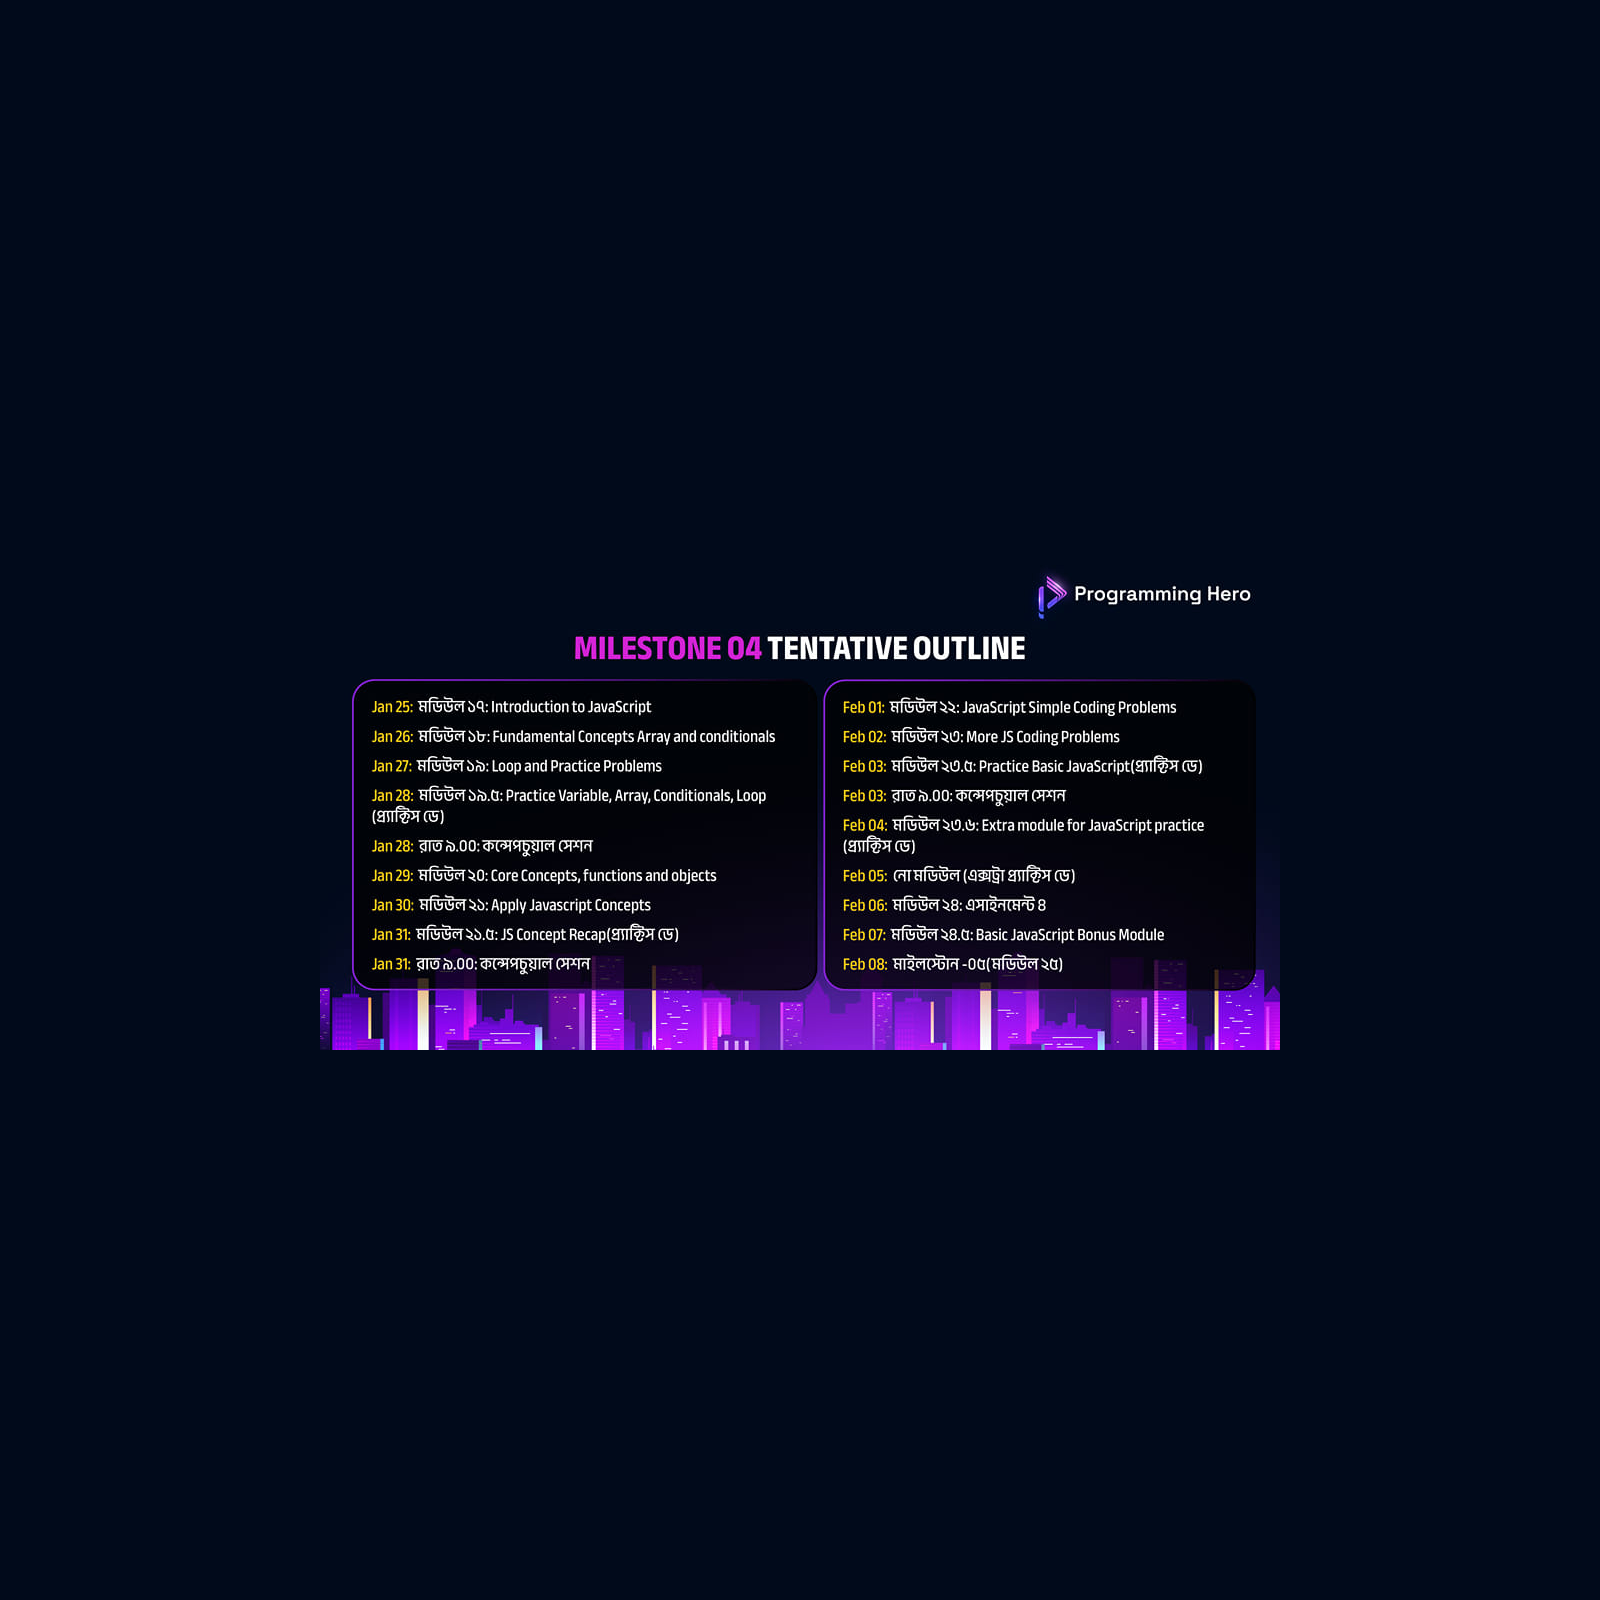 Programming Hero
MILESTONE 04 TENTATIVE OUTLINE
Jan 25: মডিউল ১৭: Introduction to JavaScript
Jan 26: মডিউল ১৮: Fundamental Concepts Array and conditionals
Jan 27: মডিউল ১৯: Loop and Practice Problems
Jan 28: মডিউল ১৯.৫: Practice Variable, Array, Conditionals, Loop
(প্র্যাক্টিস ডে)
Jan 28: রাত ৯.০০: কন্সেপচুয়াল সেশন
Jan 29: মডিউল ২০: Core Concepts, functions and objects
Jan 30: মডিউল ২১: Apply Javascript Concepts
Jan 31: মডিউল ২১.৫: JS Concept Recap(প্র্যাক্টিস ডে)
Jan 31: রাত ৯.০০: কন্সেপচুয়াল সেশন
Feb 01: মডিউল ২২: JavaScript Simple Coding Problems
Feb 02: মডিউল ২৩: More JS Coding Problems
Feb 03: মডিউল ২৩.৫: Practice Basic JavaScript(প্র্যাক্টিস ডে)
Feb 03: রাত ৯.০০: কন্সেপচুয়াল সেশন
Feb 04: মডিউল ২৩.৬: Extra module for JavaScript practice
(প্র্যাক্টিস ডে)
Feb 05: নো মডিউল (এক্সট্রা প্র্যাক্টিস ডে)
Feb 06: মডিউল ২৪: এসাইনমেন্ট ৪
Feb 07: মডিউল ২৪.৫: Basic JavaScript Bonus Module
Feb 08: মাইলস্টোন -০৫(মডিউল ২৫)